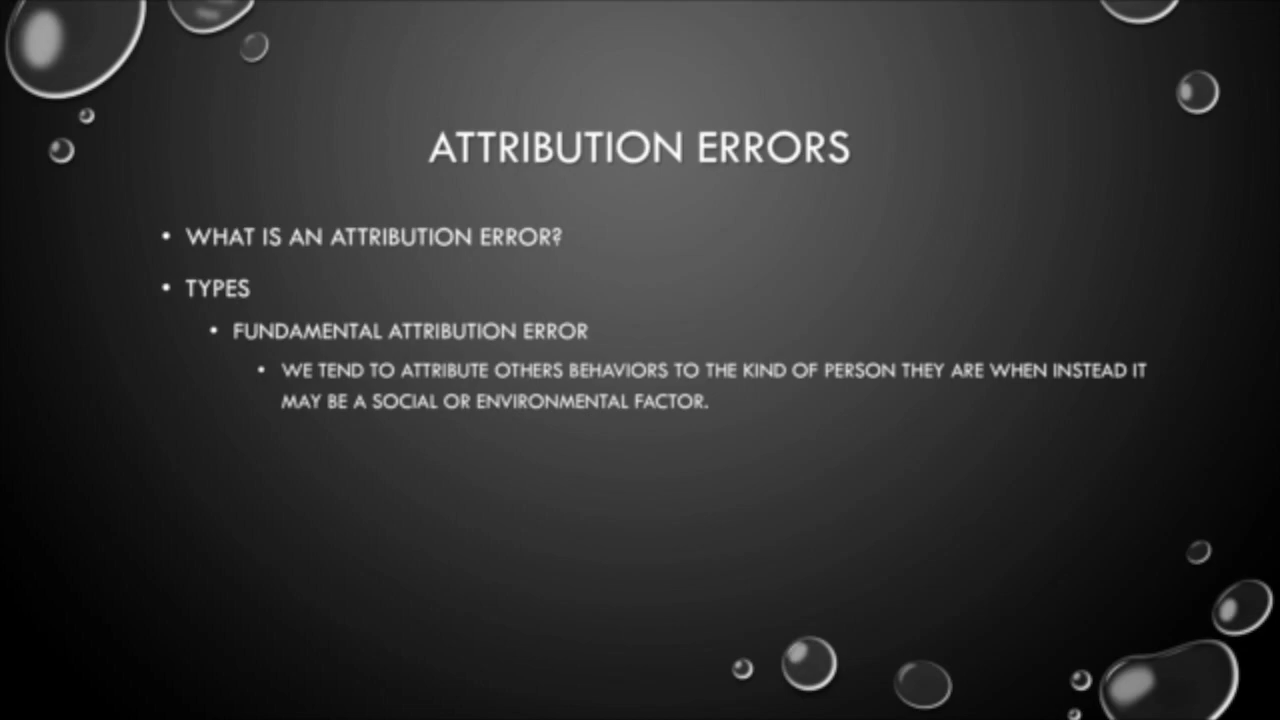 ATTRIBUTION ERRORS
• WHAT IS AN ATTRIBUTION ERROR?
• TYPES
• FUNDAMENTAL ATTRIBUTION ERROR
• WE TEND TO ATTRIBUTE OTHERS BEHAVIORS TO THE KIND OF PERSON THEY ARE WHEN INSTEAD IT
MAY BE A SOCIAL OR ENVIRONMENTAL FACTOR.